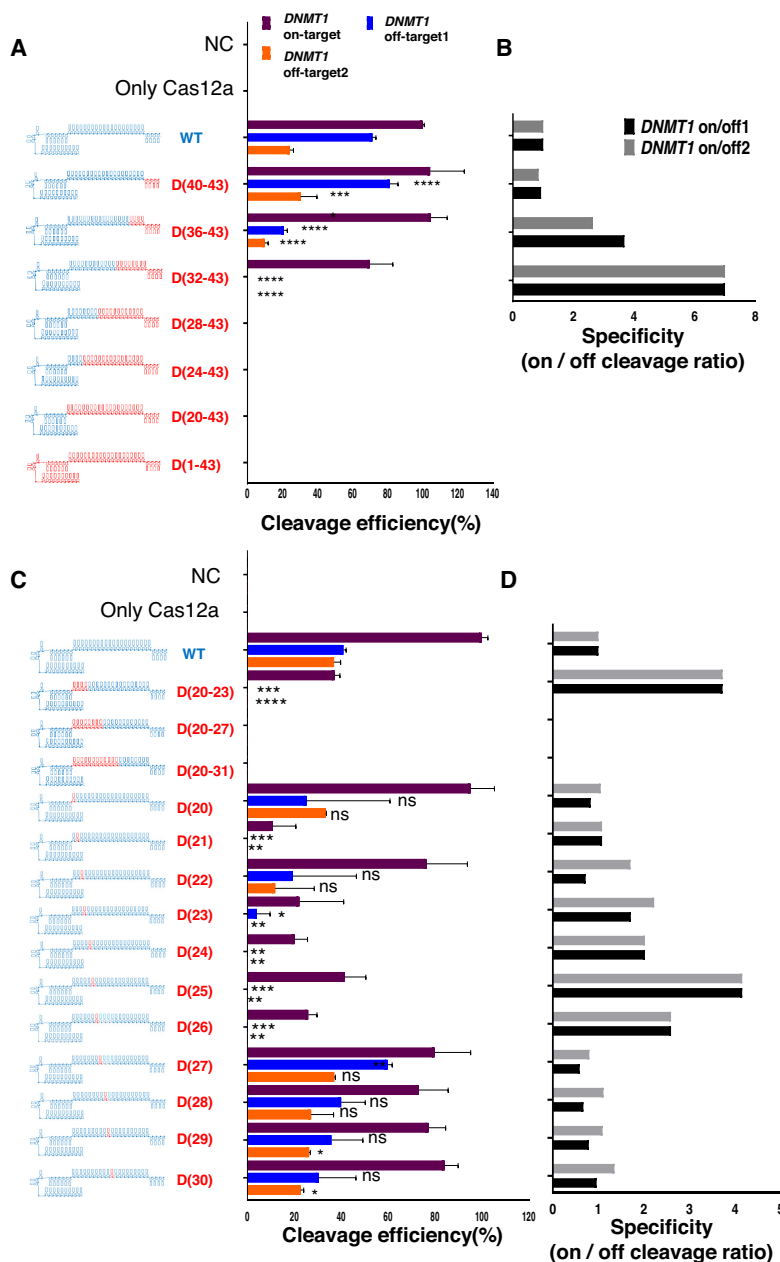 A
NC
Only Cas12a
DNMT1
on-target
DNMT1
off-target1
DNMT1
off-target2
WT
D(40-43)
****
***
D(36-43)
*
****
****
D(32-43)
****
****
D(28-43)
D(24-43)
D(20-43)
D(1-43)
0 20 40 60 80 100 120 140
Cleavage efficiency(%)
B
DNMT1 on/off1
DNMT1 on/off2
0 2 4 6 8
Specificity
(on / off cleavage ratio)
C
NC
Only Cas12a
WT
D(20-23)
***
****
D(20-27)
D(20-31)
D(20)
ns
ns
D(21)
***
**
D(22)
ns
ns
D(23)
*
**
D(24)
**
**
D(25)
***
**
D(26)
***
**
D(27)
ns
D(28)
ns
ns
D(29)
ns
*
D(30)
ns
*
0 20 40 60 80 100 120
Cleavage efficiency(%)
D
0 1 2 3 4 5
Specificity
(on / off cleavage ratio)